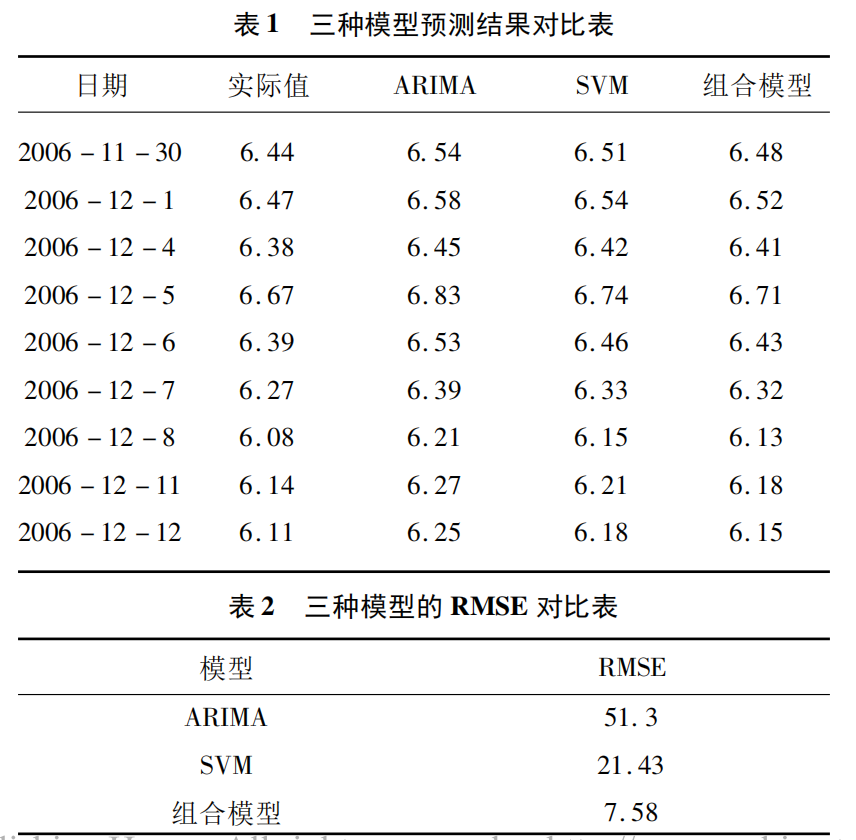 表 1 三种模型预测结果对比表
日期 实际值 ARIMA SVM 组合模型
2006 - 11 - 30 6.44 6.54 6.51 6.48
2006 - 12 - 1 6.47 6.58 6.54 6.52
2006 - 12 - 4 6.38 6.45 6.42 6.41
2006 - 12 - 5 6.67 6.83 6.74 6.71
2006 - 12 - 6 6.39 6.53 6.46 6.43
2006 - 12 - 7 6.27 6.39 6.33 6.32
2006 - 12 - 8 6.08 6.21 6.15 6.13
2006 - 12 - 11 6.14 6.27 6.21 6.18
2006 - 12 - 12 6.11 6.25 6.18 6.15
表 2 三种模型的 RMSE 对比表
模型 RMSE
ARIMA 51.3
SVM 21.43
组合模型 7.58